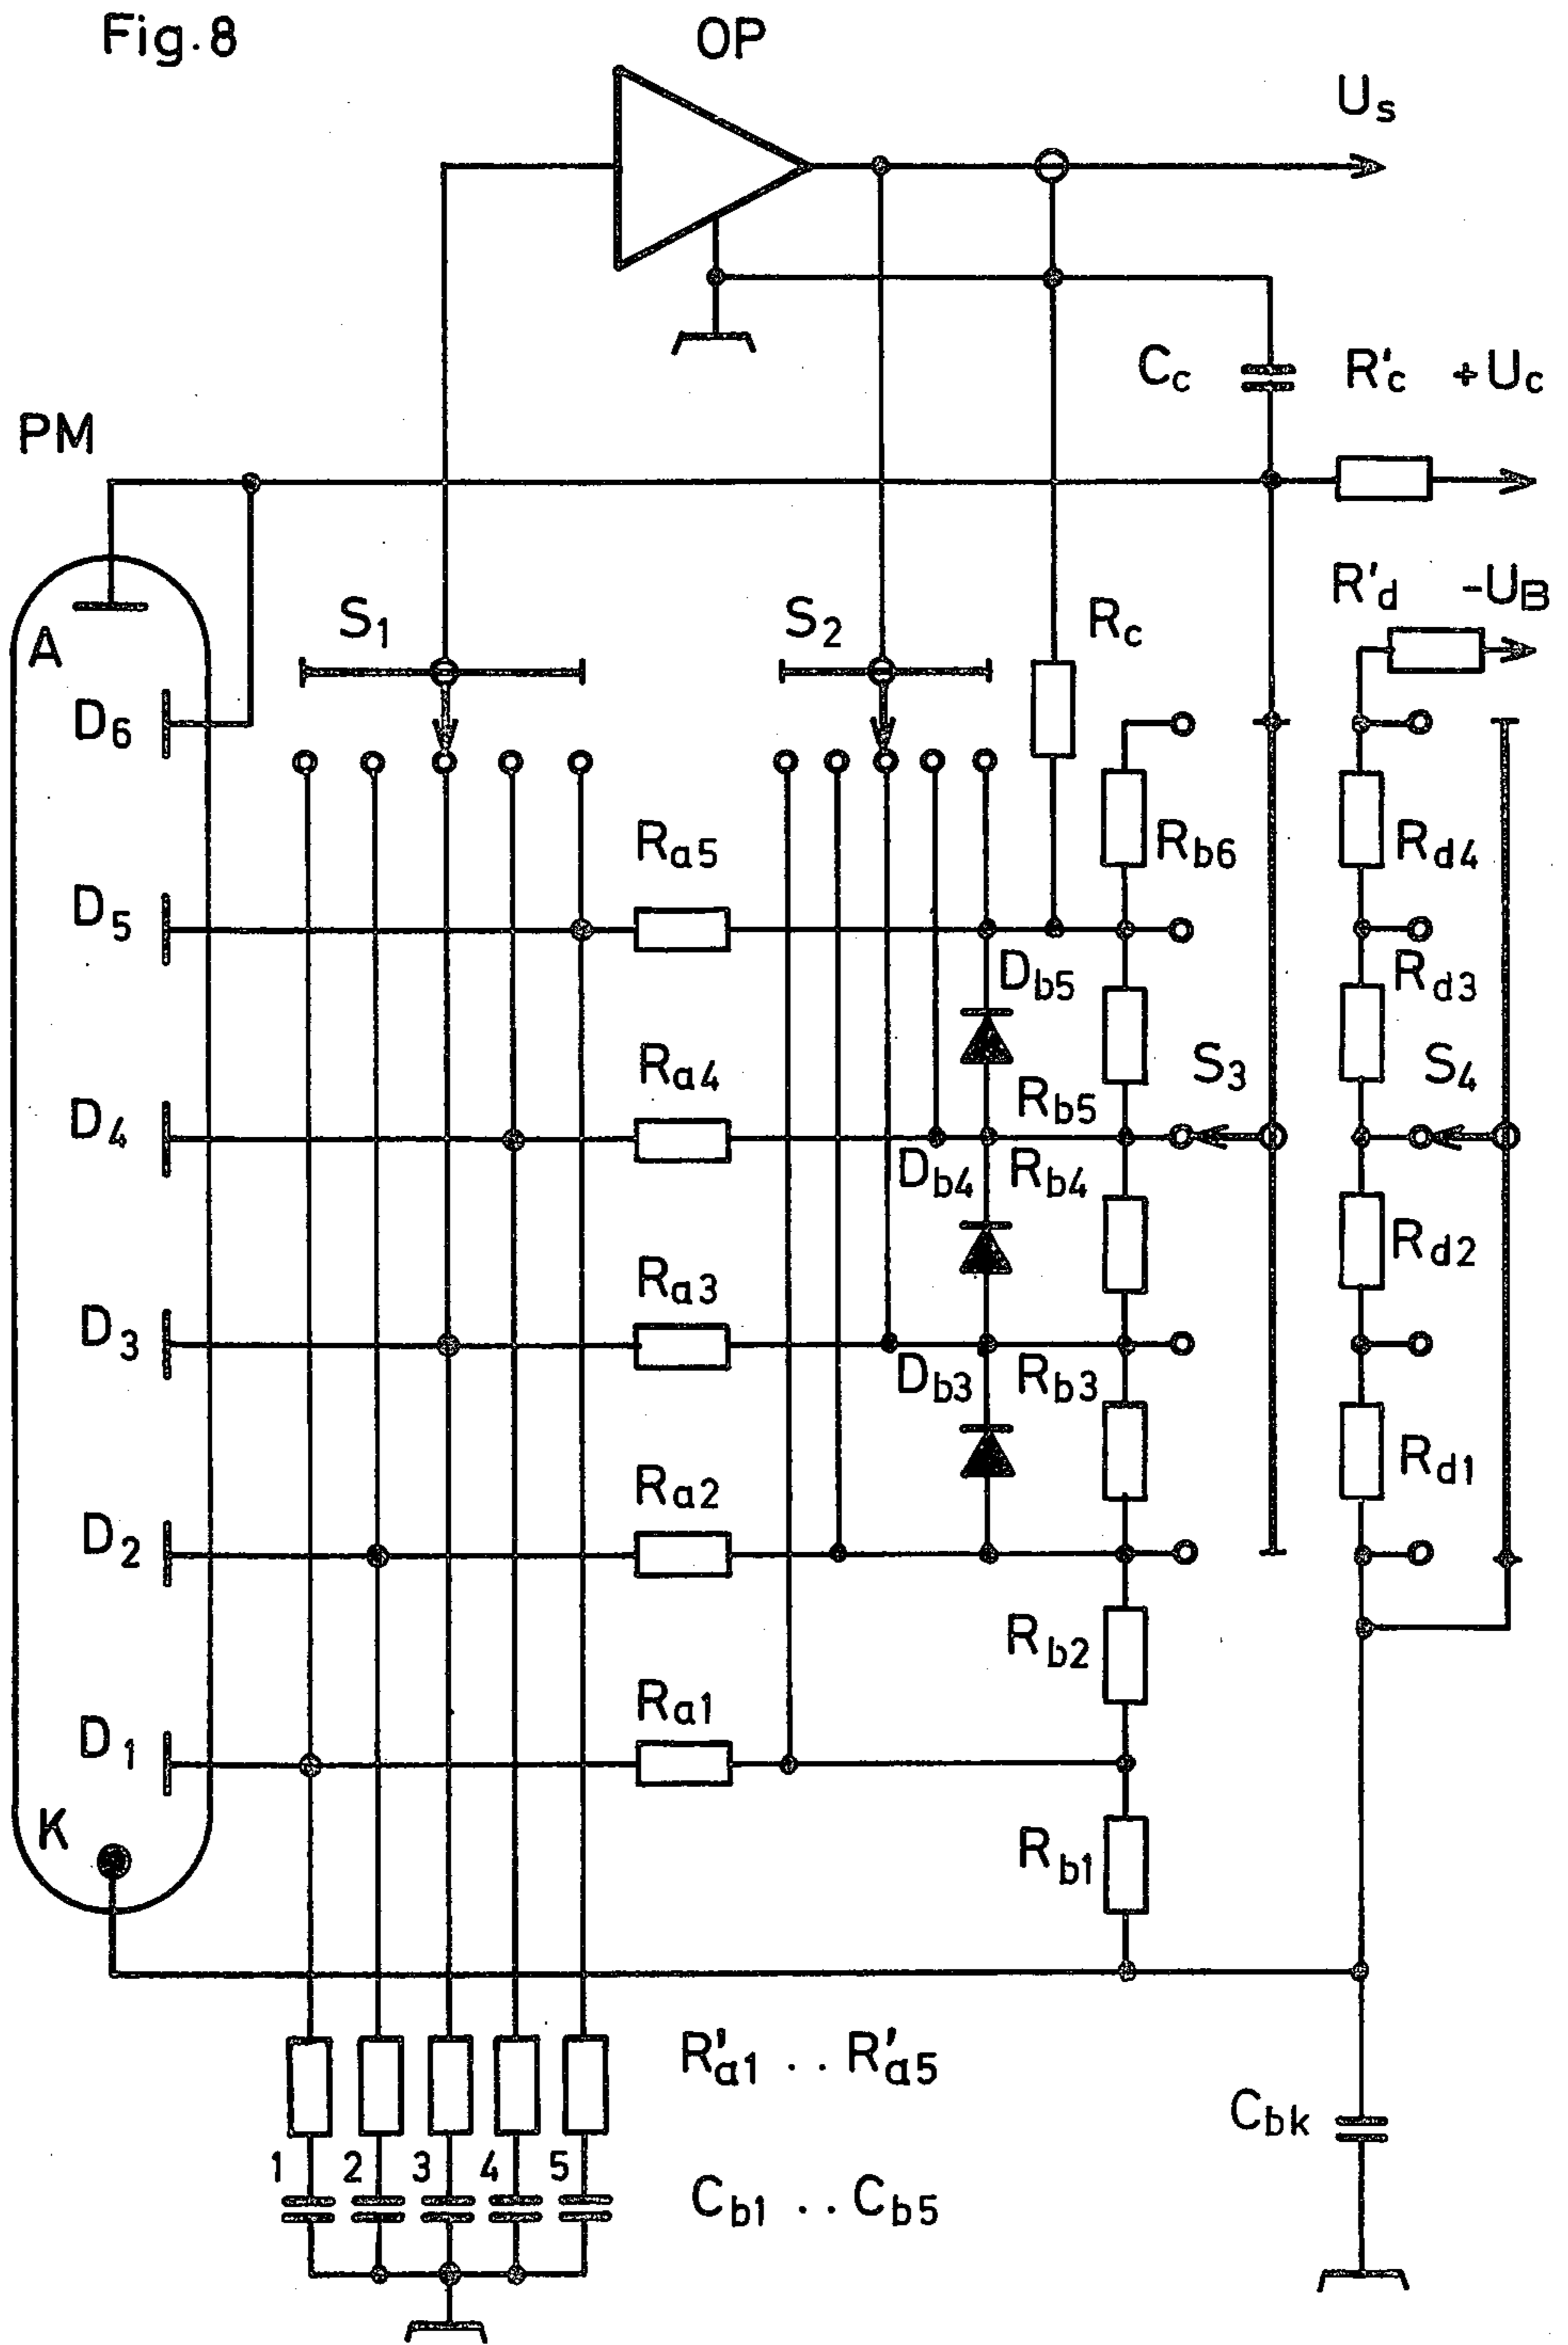 Fig. 8
OP
Us
Cc
R'c +Uc
PM
R'd -UB
A
S1
S2
Rc
D6
Ra5
Rb6
Rd4
D5
Db5
Rd3
Ra4
S3
S4
Rb5
D4
Db4
Rb4
Rd2
Ra3
D3
Db3
Rb3
Rd1
Ra2
D2
Rb2
Ra1
D1
K
Rb1
R'a1 .. R'a5
Cbk
1 2 3 4 5
Cb1 .. Cb5